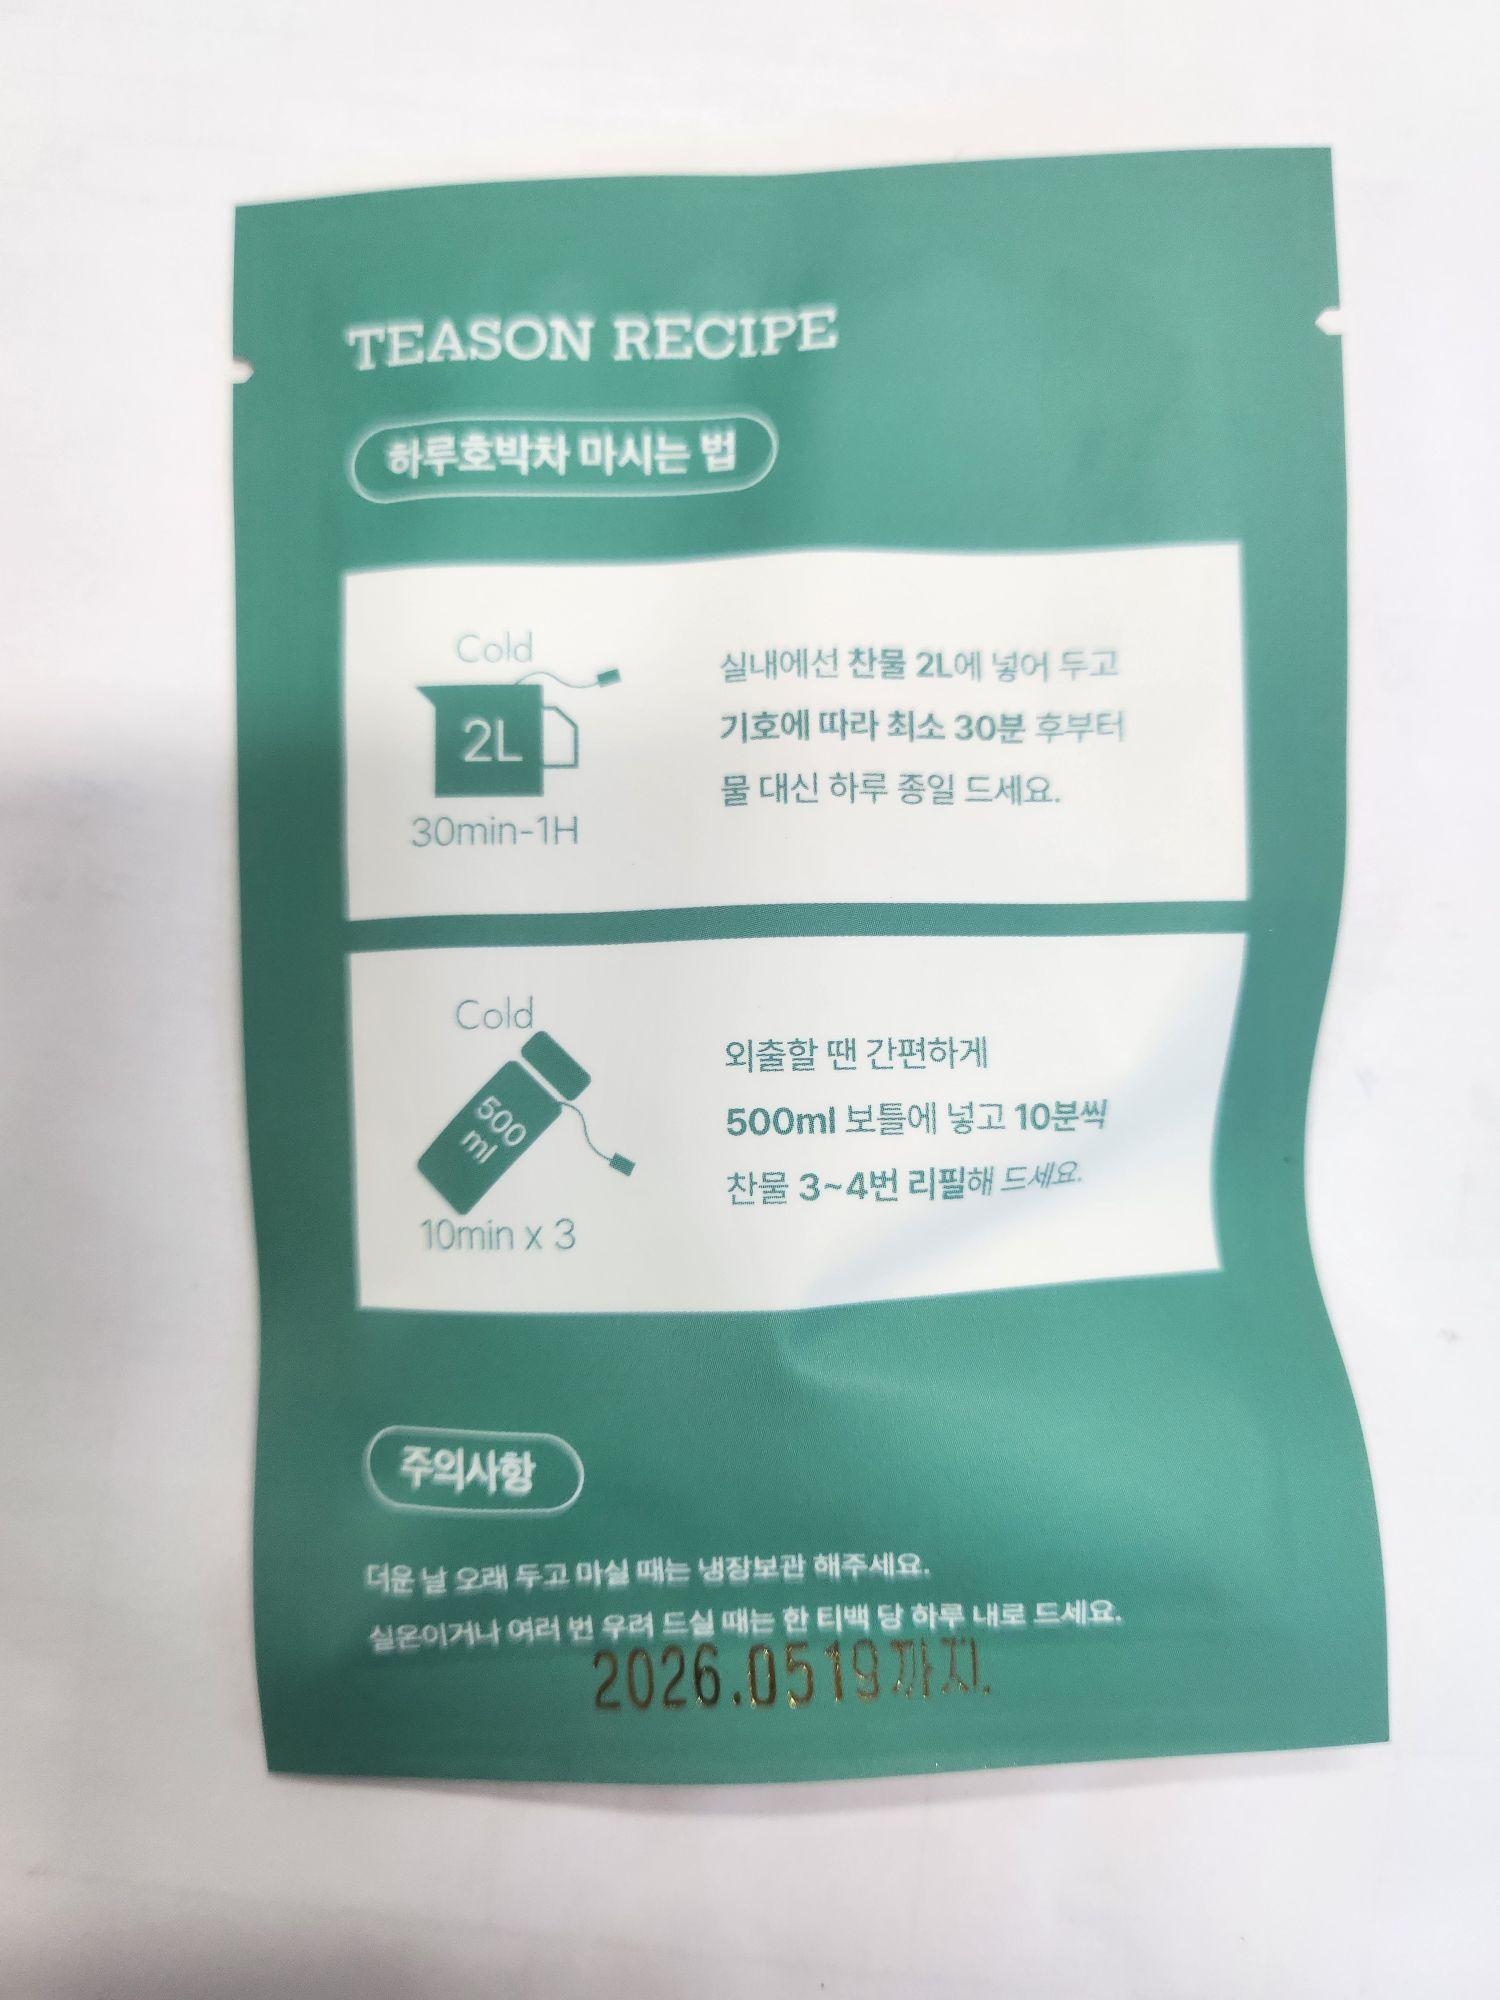 TEASON RECIPE
하루호박차 마시는 법
Cold
2L
30min-1H
실내에선 찬물 2L에 넣어 두고
기호에 따라 최소 30분 후부터
물 대신 하루 종일 드세요.
Cold
500
ml
10min x 3
외출할 땐 간편하게
500ml 보틀에 넣고 10분씩
찬물 3~4번 리필해 드세요.
주의사항
더운 날 오래 두고 마실 때는 냉장보관 해주세요.
실온이거나 여러 번 우려 드실 때는 한 티백 당 하루 내로 드세요.
2026.0519까지.